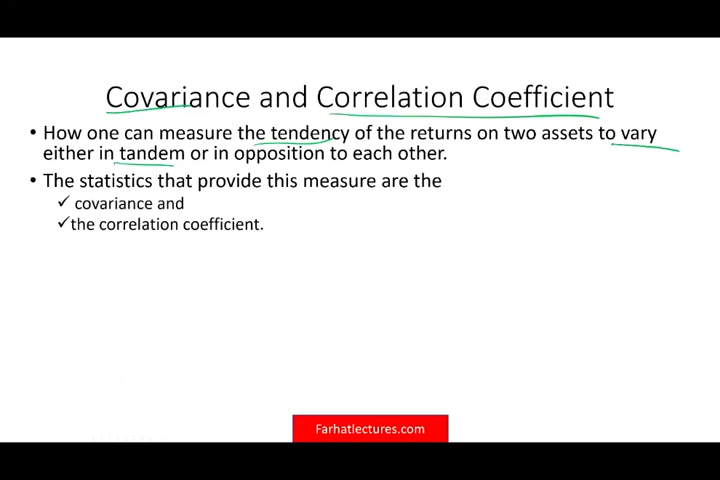 Covariance and Correlation Coefficient
• How one can measure the tendency of the returns on two assets to vary
either in tandem or in opposition to each other.
• The statistics that provide this measure are the
✓ covariance and
✓the correlation coefficient.
Farhatlectures.com